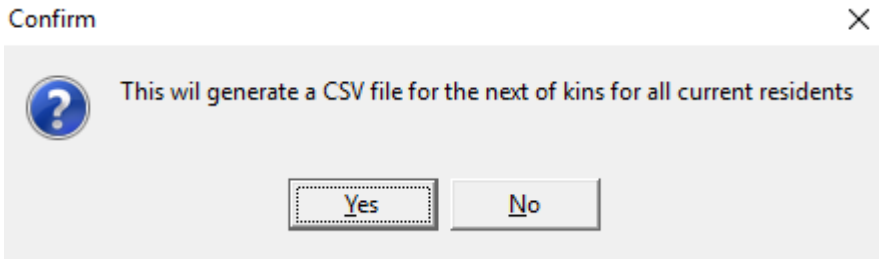 Confirm
This wil generate a CSV file for the next of kins for all current residents
Yes
No